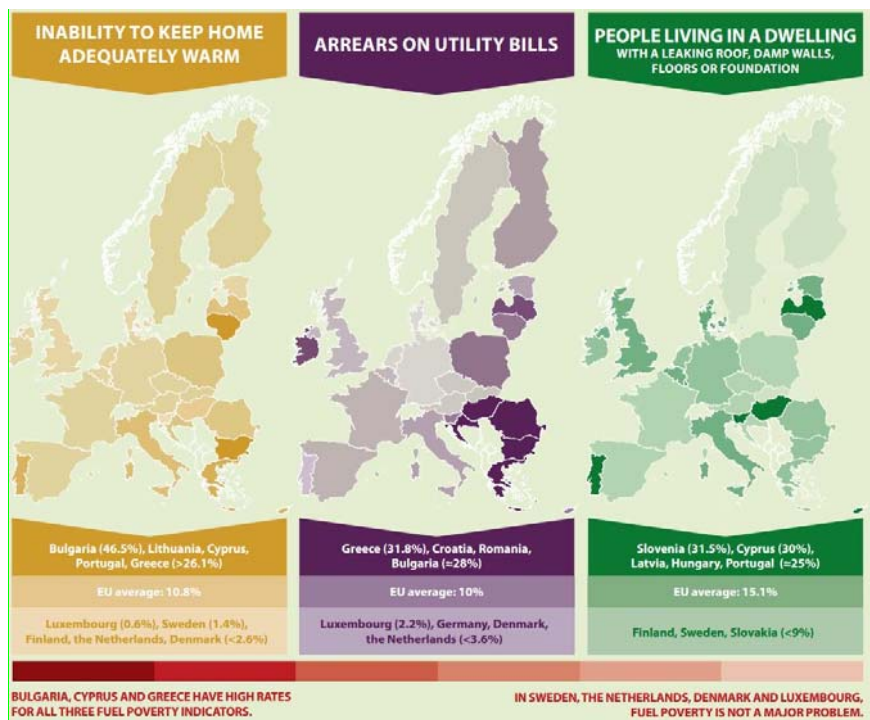 INABILITY TO KEEP HOME
ADEQUATELY WARM
ARREARS ON UTILITY BILLS
PEOPLE LIVING IN A DWELLING
WITH A LEAKING ROOF, DAMP WALLS,
FLOORS OR FOUNDATION
Bulgaria (46.5%), Lithuania, Cyprus,
Portugal, Greece (>26.1%)
EU average: 10.8%
Luxembourg (0.6%), Sweden (1.4%),
Finland, the Netherlands, Denmark (<2.6%)
Greece (31.8%), Croatia, Romania,
Bulgaria (≈28%)
EU average: 10%
Luxembourg (2.2%), Germany, Denmark,
the Netherlands (<3.6%)
Slovenia (31.5%), Cyprus (30%),
Latvia, Hungary, Portugal (≈25%)
EU average: 15.1%
Finland, Sweden, Slovakia (<9%)
BULGARIA, CYPRUS AND GREECE HAVE HIGH RATES
FOR ALL THREE FUEL POVERTY INDICATORS.
IN SWEDEN, THE NETHERLANDS, DENMARK AND LUXEMBOURG,
FUEL POVERTY IS NOT A MAJOR PROBLEM.